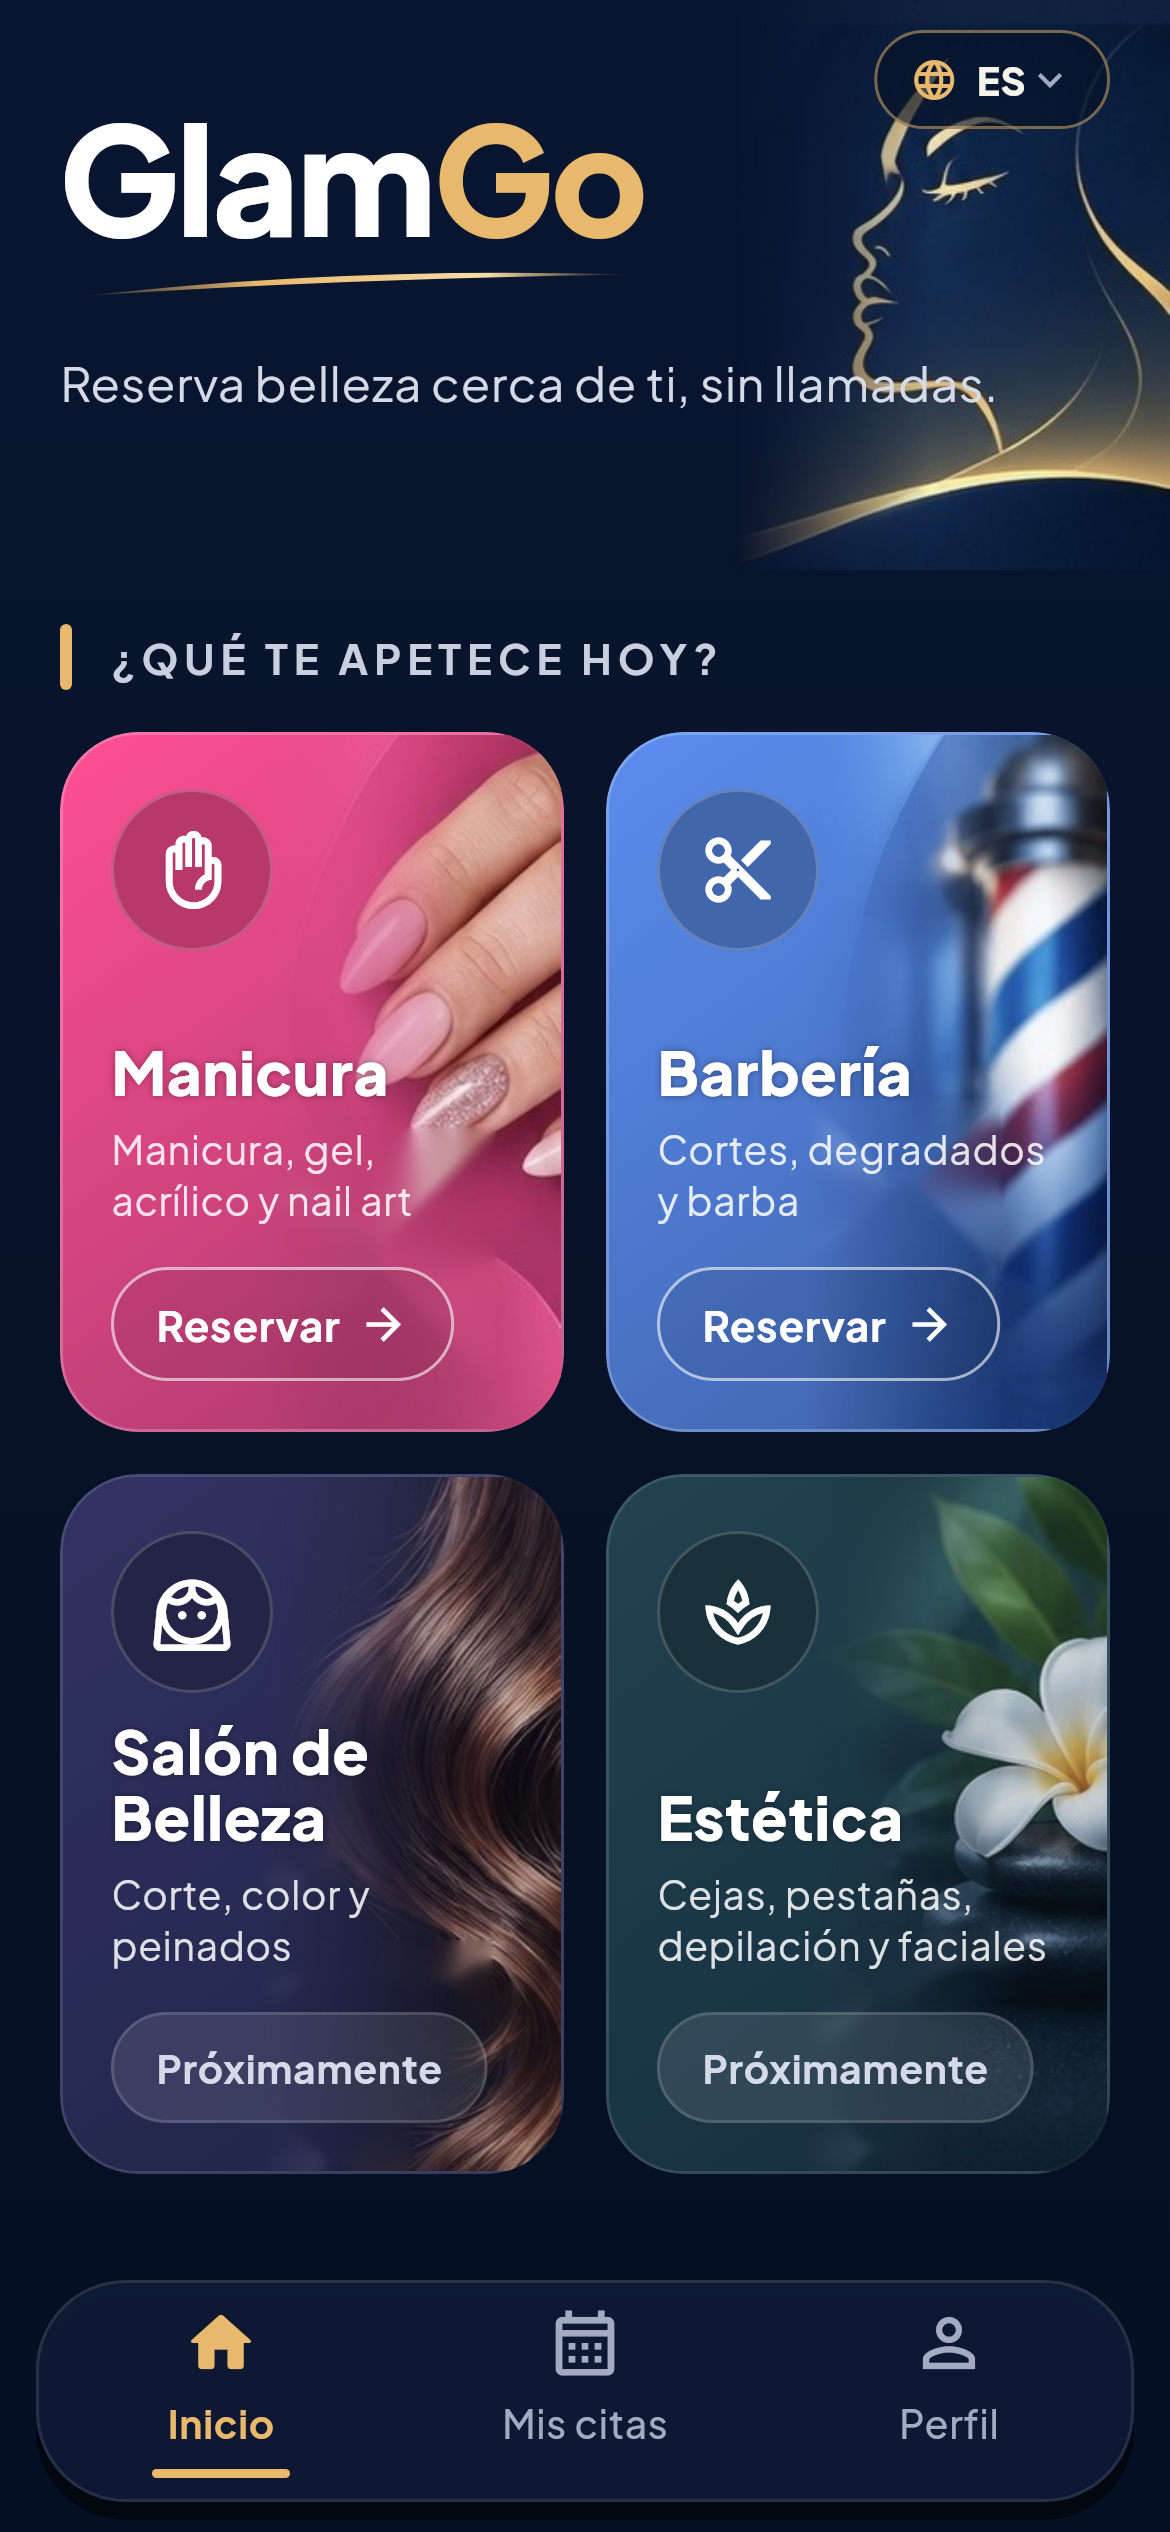 ES
GlamGo
Reserva belleza cerca de ti, sin llamadas.
¿QUÉ TE APETECE HOY?
Manicura
Manicura, gel,
acrílico y nail art
Reservar
Barbería
Cortes, degradados
y barba
Reservar
Salón de
Belleza
Corte, color y
peinados
Próximamente
Estética
Cejas, pestañas,
depilación y faciales
Próximamente
Inicio
Mis citas
Perfil